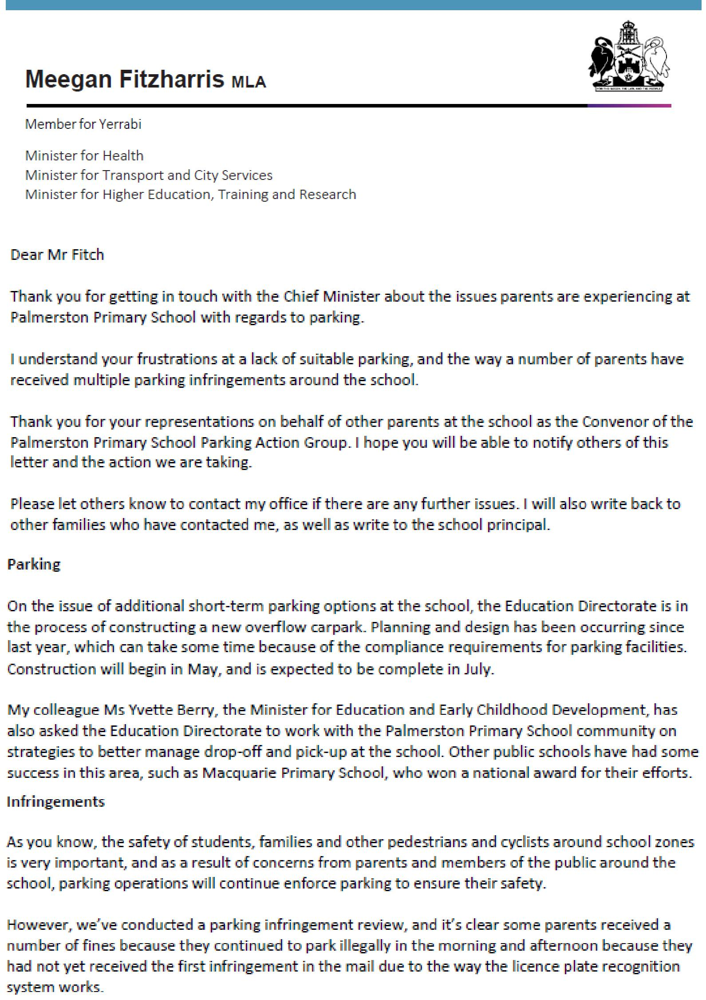 Meegan Fitzharris MLA
FOR THE QUEEN, THE LAW, AND THE PEOPLE
Member for Yerrabi
Minister for Health
Minister for Transport and City Services
Minister for Higher Education, Training and Research
Dear Mr Fitch
Thank you for getting in touch with the Chief Minister about the issues parents are experiencing at
Palmerston Primary School with regards to parking.
I understand your frustrations at a lack of suitable parking, and the way a number of parents have
received multiple parking infringements around the school.
Thank you for your representations on behalf of other parents at the school as the Convenor of the
Palmerston Primary School Parking Action Group. I hope you will be able to notify others of this
letter and the action we are taking.
Please let others know to contact my office if there are any further issues. I will also write back to
other families who have contacted me, as well as write to the school principal.
Parking
On the issue of additional short-term parking options at the school, the Education Directorate is in
the process of constructing a new overflow carpark. Planning and design has been occurring since
last year, which can take some time because of the compliance requirements for parking facilities.
Construction will begin in May, and is expected to be complete in July.
My colleague Ms Yvette Berry, the Minister for Education and Early Childhood Development, has
also asked the Education Directorate to work with the Palmerston Primary School community on
strategies to better manage drop-off and pick-up at the school. Other public schools have had some
success in this area, such as Macquarie Primary School, who won a national award for their efforts.
Infringements
As you know, the safety of students, families and other pedestrians and cyclists around school zones
is very important, and as a result of concerns from parents and members of the public around the
school, parking operations will continue enforce parking to ensure their safety.
However, we've conducted a parking infringement review, and it's clear some parents received a
number of fines because they continued to park illegally in the morning and afternoon because they
had not yet received the first infringement in the mail due to the way the licence plate recognition
system works.